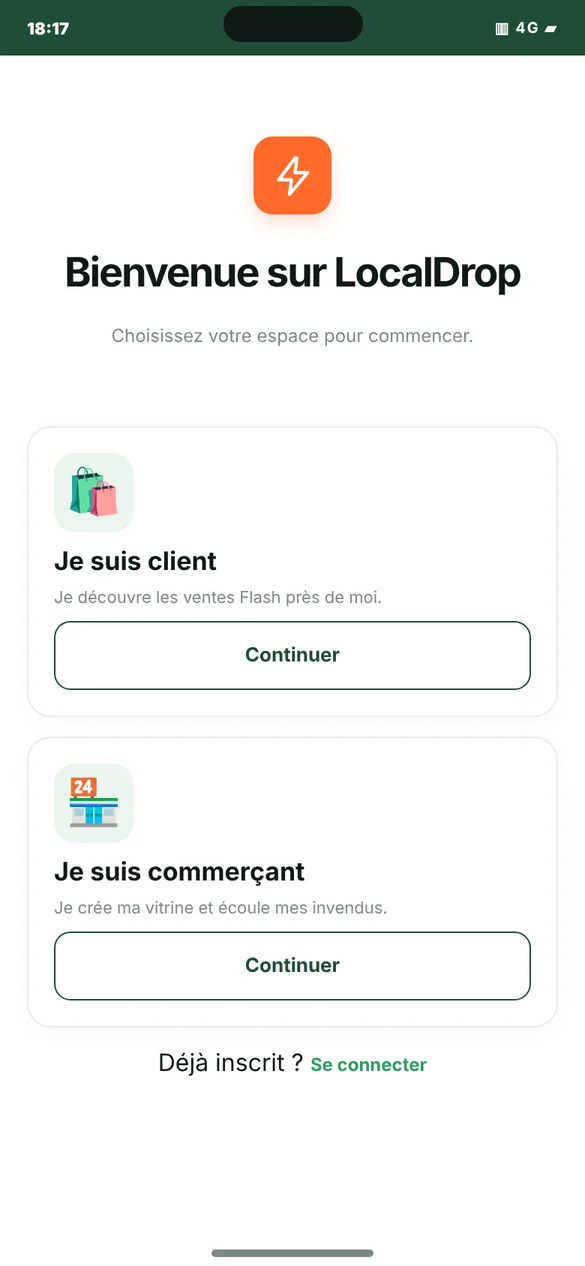 18:17
4G
Bienvenue sur LocalDrop
Choisissez votre espace pour commencer.
Je suis client
Je découvre les ventes Flash près de moi.
Continuer
24
Je suis commerçant
Je crée ma vitrine et écoule mes invendus.
Continuer
Déjà inscrit ? Se connecter